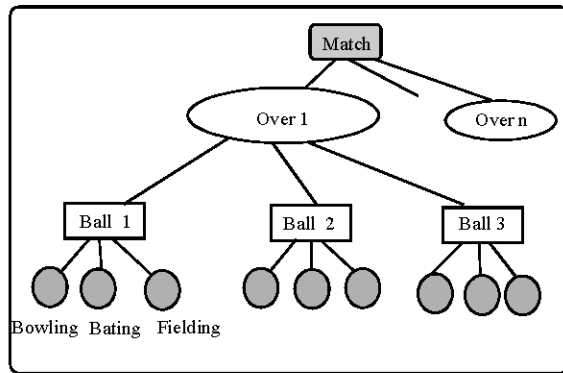 Match
Over 1
Over n
Ball 1
Ball 2
Ball 3
Bowling Bating Fielding